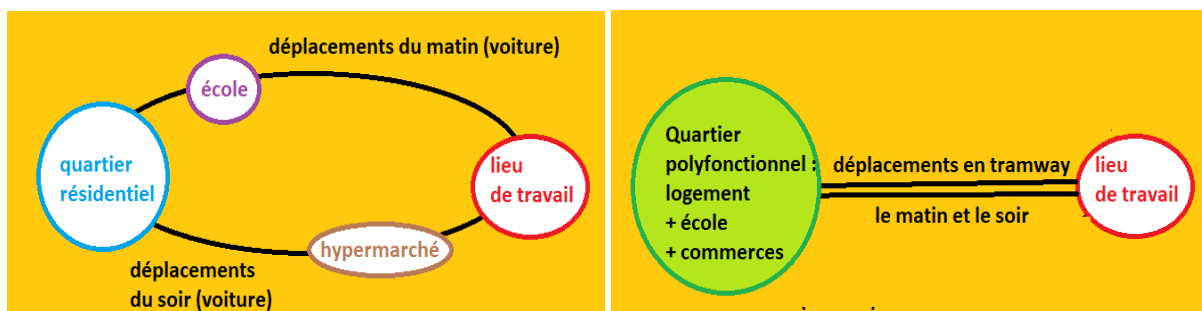 déplacements du matin (voiture)
école
quartier
résidentiel
lieu
de travail
hypermarché
déplacements
du soir (voiture)
Quartier
polyfonctionnel :
logement
+ école
+ commerces
déplacements en tramway
le matin et le soir
lieu
de travail